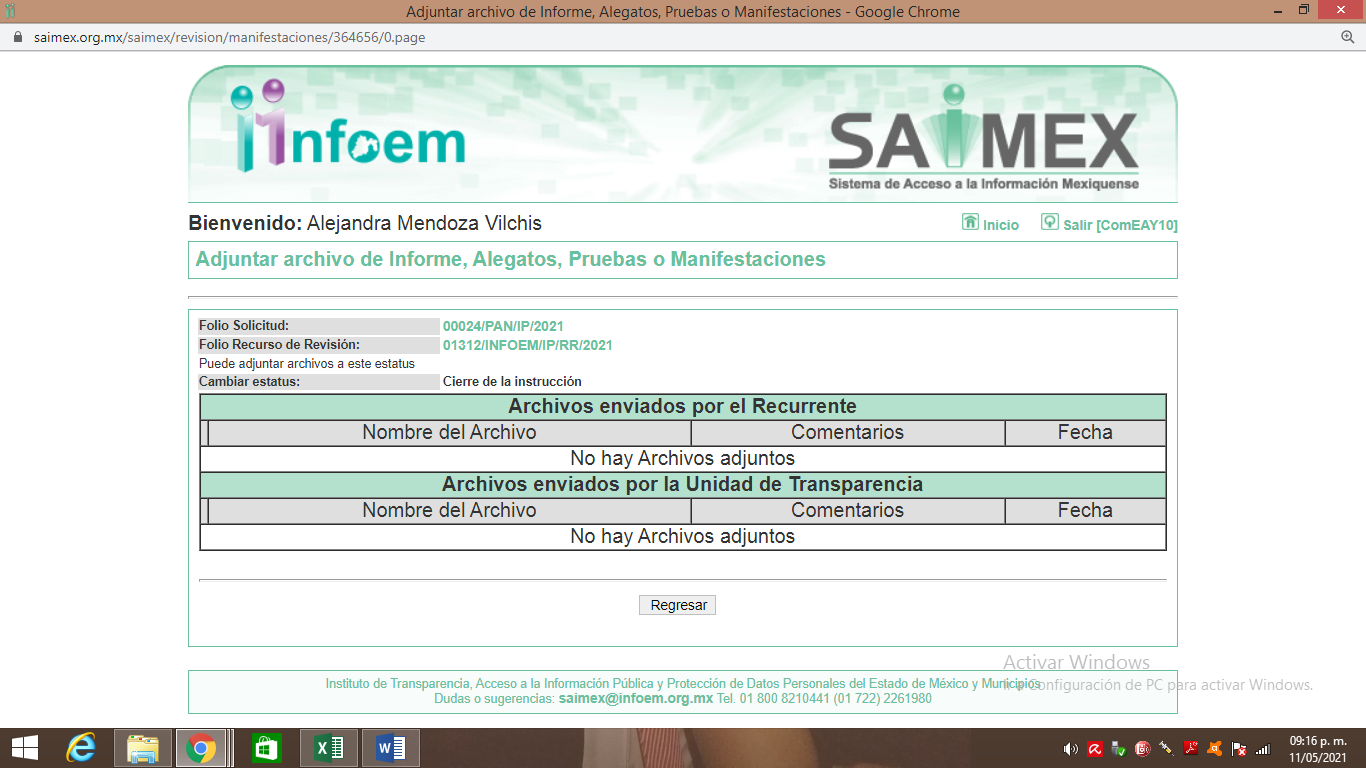 Adjuntar archivo de Informe, Alegatos, Pruebas o Manifestaciones - Google Chrome
saimex.org.mx/saimex/revision/manifestaciones/364656/0.page
infoem
SAIMEX
Sistema de Acceso a la Información Mexiquense
Bienvenido: Alejandra Mendoza Vilchis
Inicio Salir [ComEAY10]
Adjuntar archivo de Informe, Alegatos, Pruebas o Manifestaciones
Folio Solicitud: 00024/PAN/IP/2021
Folio Recurso de Revisión: 01312/INFOEM/IP/RR/2021
Puede adjuntar archivos a este estatus
Cambiar estatus: Cierre de la instrucción
Archivos enviados por el Recurrente
Nombre del Archivo Comentarios Fecha
No hay Archivos adjuntos
Archivos enviados por la Unidad de Transparencia
Nombre del Archivo Comentarios Fecha
No hay Archivos adjuntos
Regresar
Activar Windows
Instituto de Transparencia, Acceso a la Información Pública y Protección de Datos Personales del Estado de México y Municipios
Configuración de PC para activar Windows.
Dudas o sugerencias: saimex@infoem.org.mx Tel. 01 800 8210441 (01 722) 2261980
09:16 p. m.
11/05/2021